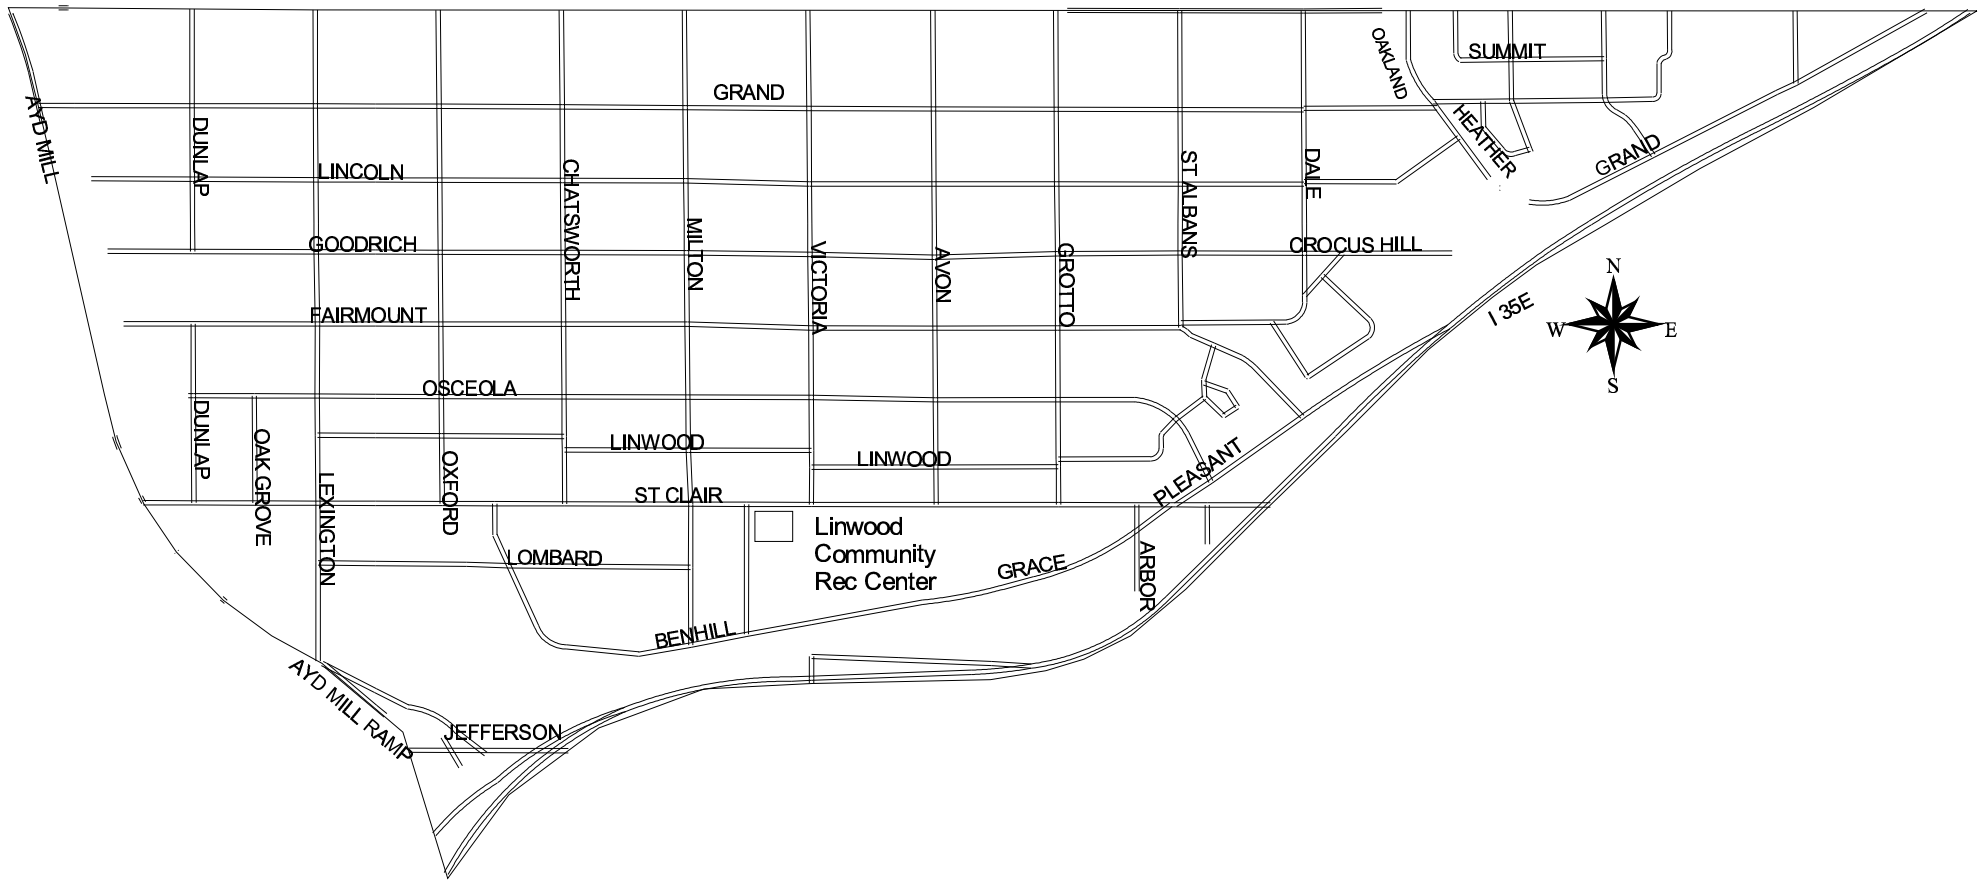 OAKLAND
SUMMIT
GRAND
AYD MILL
DUNLAP
HEATHER
GRAND
LINCOLN
CHATSWORTH
ST ALBANS
DALE
MILTON
GOODRICH
VICTORIA
AVON
GROTTO
CROCUS HILL
N
W
E
S
I 35E
FAIRMOUNT
OSCEOLA
DUNLAP
OAK GROVE
LINWOOD
LINWOOD
OXFORD
LEXINGTON
PLEASANT
ST CLAIR
Linwood
Community
Rec Center
LOMBARD
GRACE
ARBOR
BENHILL
AYD MILL RAMP
JEFFERSON